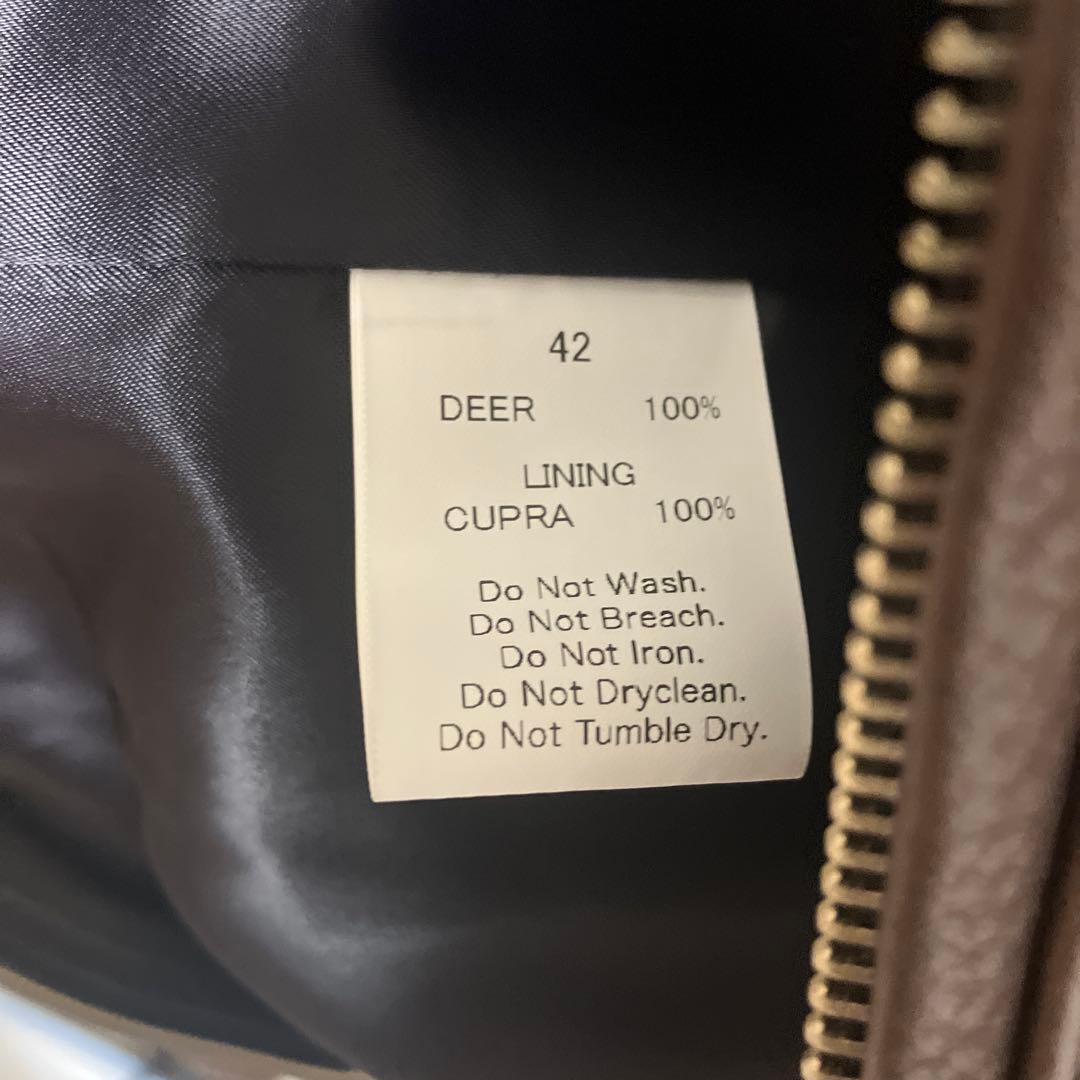 42
DEER 100%
LINING
CUPRA 100%
Do Not Wash.
Do Not Breach.
Do Not Iron.
Do Not Dryclean.
Do Not Tumble Dry.